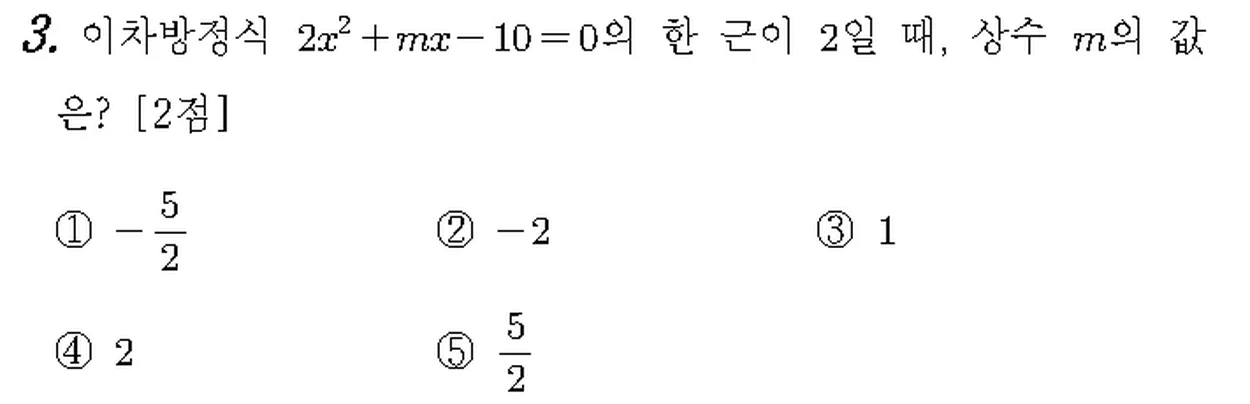 3. 이차방정식 2x²+mx−10=0의 한 근이 2일 때, 상수 m의 값
은? [2점]
① −5/2 ② −2 ③ 1
④ 2 ⑤ 5/2